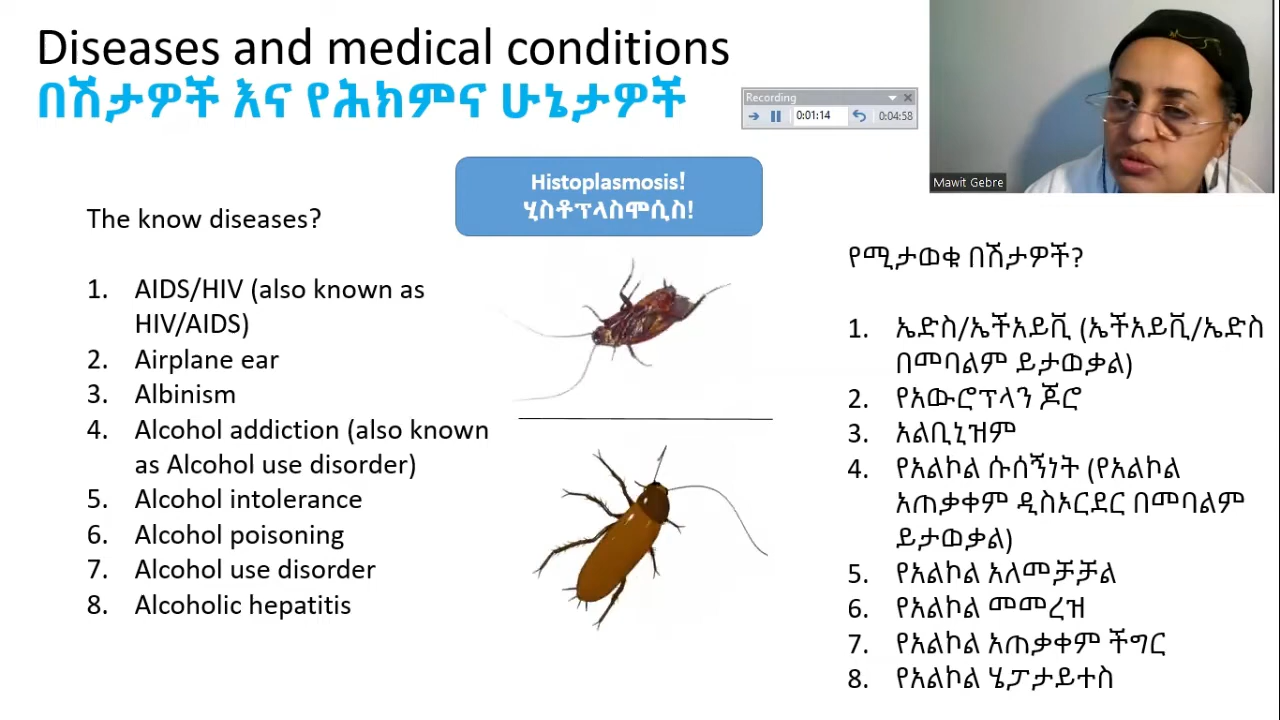 Diseases and medical conditions
በሽታዎች እና የሕክምና ሁኔታዎች
Recording
0:01:14
0:04:58
Mawit Gebre
Histoplasmosis!
ሂስቶፕላስሞሲስ!
The know diseases?
1. AIDS/HIV (also known as
HIV/AIDS)
2. Airplane ear
3. Albinism
4. Alcohol addiction (also known
as Alcohol use disorder)
5. Alcohol intolerance
6. Alcohol poisoning
7. Alcohol use disorder
8. Alcoholic hepatitis
የሚታወቁ በሽታዎች?
1. ኤድስ/ኤችአይቪ (ኤችአይቪ/ኤድስ
በመባልም ይታወቃል)
2. የአውሮፕላን ጆሮ
3. አልቢኒዝም
4. የአልኮል ሱሰኝነት (የአልኮል
አጠቃቀም ዲስኦርደር በመባልም
ይታወቃል)
5. የአልኮል አለመቻቻል
6. የአልኮል መመረዝ
7. የአልኮል አጠቃቀም ችግር
8. የአልኮል ሄፓታይተስ